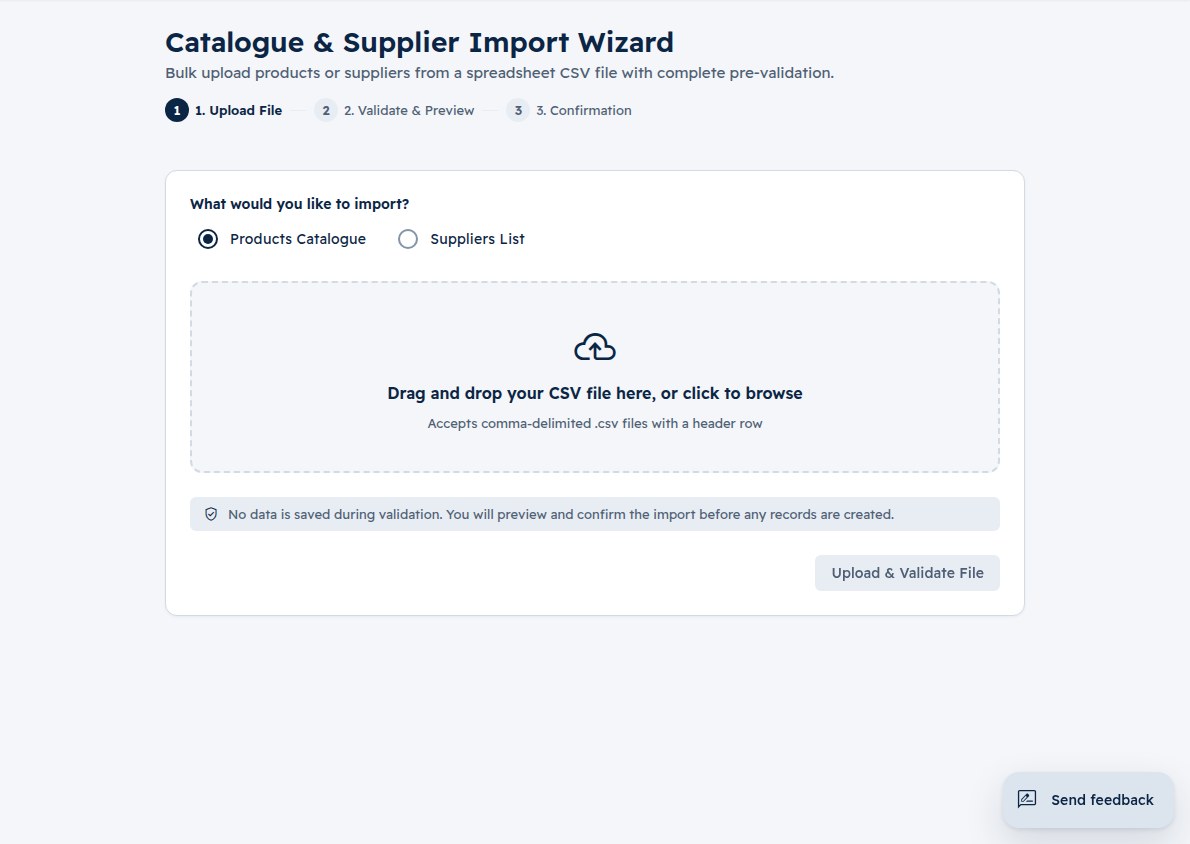 Catalogue & Supplier Import Wizard
Bulk upload products or suppliers from a spreadsheet CSV file with complete pre-validation.
1 1. Upload File 2 2. Validate & Preview 3 3. Confirmation
What would you like to import?
Products Catalogue Suppliers List
Drag and drop your CSV file here, or click to browse
Accepts comma-delimited .csv files with a header row
No data is saved during validation. You will preview and confirm the import before any records are created.
Upload & Validate File
Send feedback